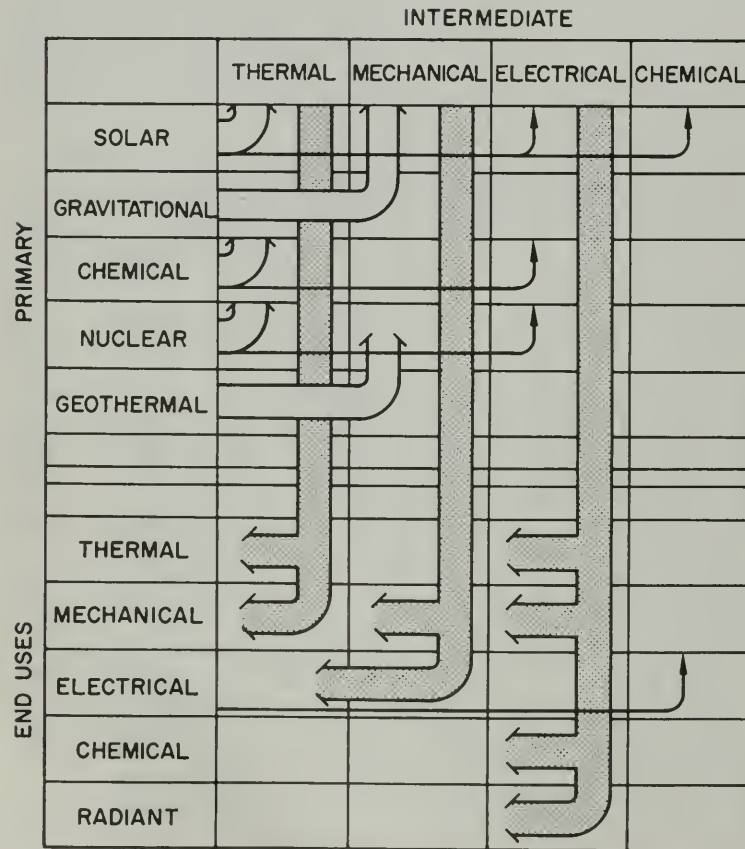 INTERMEDIATE
THERMAL MECHANICAL ELECTRICAL CHEMICAL
PRIMARY
SOLAR
GRAVITATIONAL
CHEMICAL
NUCLEAR
GEOTHERMAL
END USES
THERMAL
MECHANICAL
ELECTRICAL
CHEMICAL
RADIANT